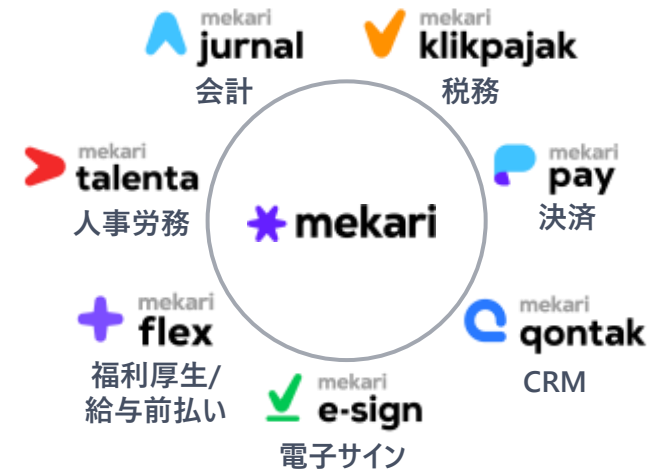 mekari
jurnal
会計
mekari
klikpajak
税務
mekari
talenta
人事労務
mekari
mekari
pay
決済
mekari
flex
福利厚生/
給与前払い
mekari
qontak
CRM
mekari
e-sign
電子サイン